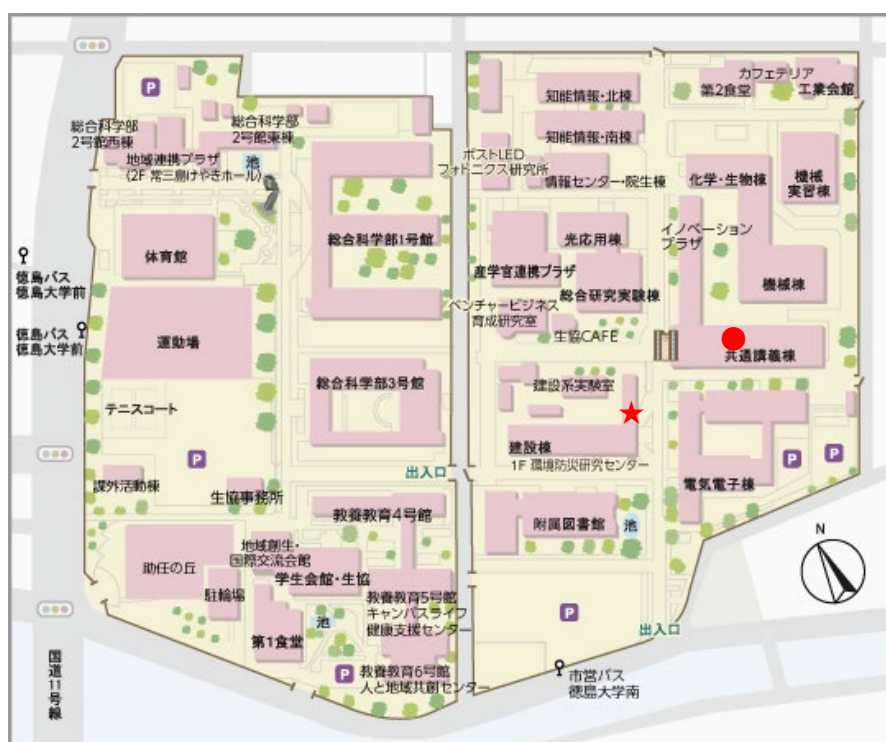 P
総合科学部
2号館西棟
総合科学部
2号館東棟
地域連携プラザ
(2F 常三島けやきホール)
池
体育館
総合科学部1号館
徳島バス
徳島大学前
徳島バス
徳島大学前
運動場
テニスコート
総合科学部3号館
P
課外活動棟
生協事務所
出入口
教養教育4号館
助任の丘
地域創生・
国際交流会館
学生会館・生協
駐輪場
第1食堂
池
教養教育5号館
キャンパスライフ
健康支援センター
P
教養教育6号館
人と地域共創センター
国道11号線
知能情報・北棟
知能情報・南棟
カフェテリア
第2食堂
工業会館
ポストLED
フォトニクス研究所
情報センター・院生棟
化学・生物棟
機械
実習棟
イノベーション
プラザ
光応用棟
産学官連携プラザ
総合研究実験棟
機械棟
ベンチャービジネス
育成研究室
生協CAFE
共通講義棟
建設系実験室
建設棟
1F 環境防災研究センター
P
P
電気電子棟
附属図書館
池
N
P
出入口
市営バス
徳島大学南